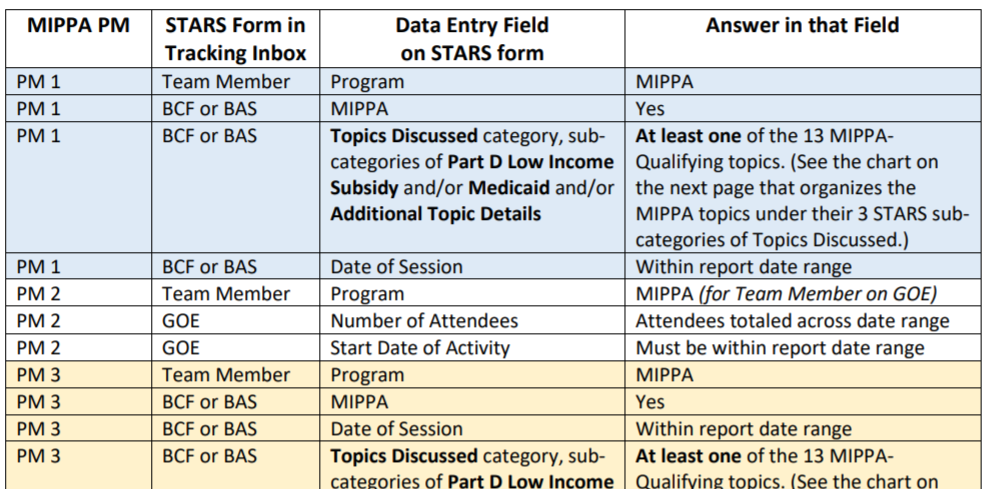 MIPPA PM STARS Form in Data Entry Field Answer in that Field
Tracking Inbox on STARS form
PM 1 Team Member Program MIPPA
PM 1 BCF or BAS MIPPA Yes
PM 1 BCF or BAS Topics Discussed category, sub- At least one of the 13 MIPPA-
categories of Part D Low Income Qualifying topics. (See the chart on
Subsidy and/or Medicaid and/or the next page that organizes the
Additional Topic Details MIPPA topics under their 3 STARS sub-
categories of Topics Discussed.)
PM 1 BCF or BAS Date of Session Within report date range
PM 2 Team Member Program MIPPA (for Team Member on GOE)
PM 2 GOE Number of Attendees Attendees totaled across date range
PM 2 GOE Start Date of Activity Must be within report date range
PM 3 Team Member Program MIPPA
PM 3 BCF or BAS MIPPA Yes
PM 3 BCF or BAS Date of Session Within report date range
PM 3 BCF or BAS Topics Discussed category, sub- At least one of the 13 MIPPA-
categories of Part D Low Income Qualifying topics. (See the chart on